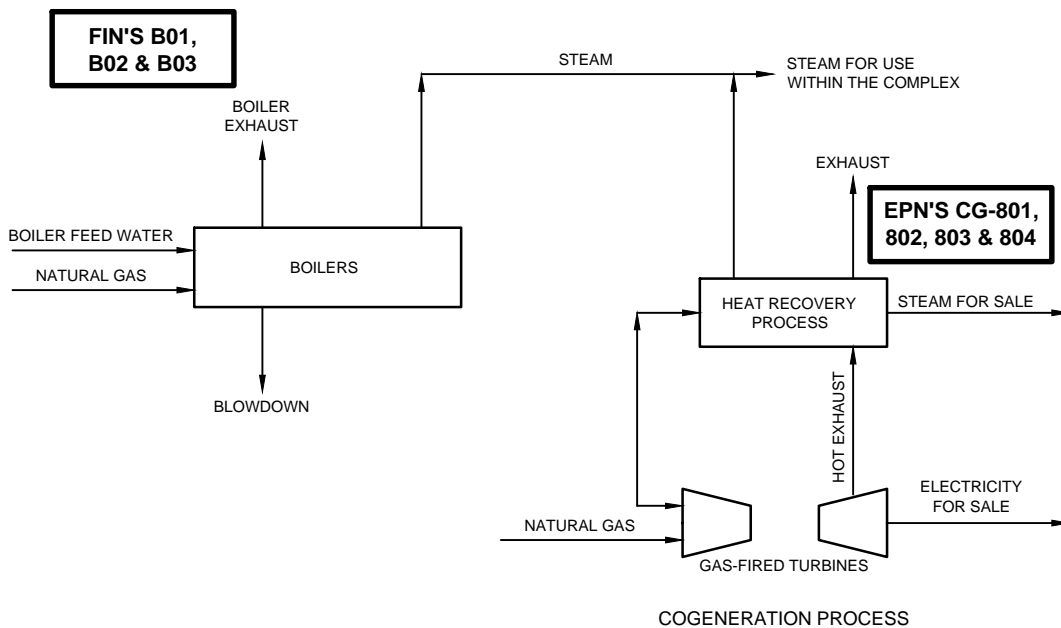 FIN'S B01,
B02 & B03
STEAM
STEAM FOR USE
WITHIN THE COMPLEX
BOILER
EXHAUST
EXHAUST
EPN'S CG-801,
802, 803 & 804
BOILER FEED WATER
NATURAL GAS
BOILERS
HEAT RECOVERY
PROCESS
STEAM FOR SALE
BLOWDOWN
HOT EXHAUST
ELECTRICITY
FOR SALE
NATURAL GAS
GAS-FIRED TURBINES
COGENERATION PROCESS